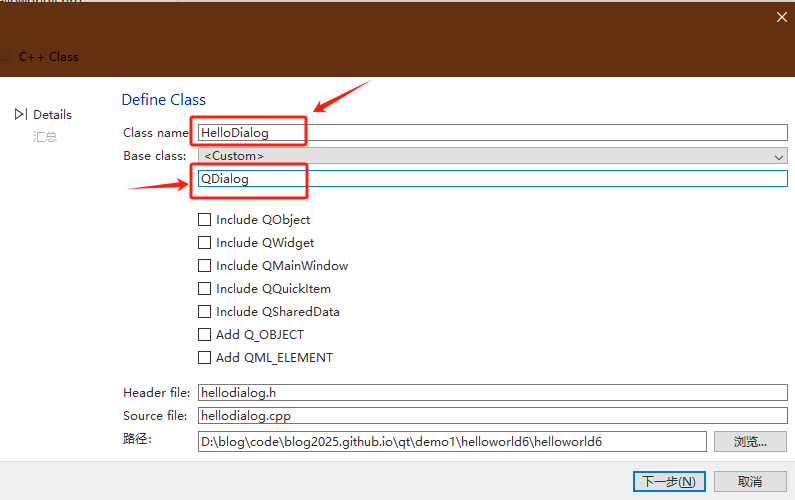 C++ Class
Details
汇总
Define Class
Class name
HelloDialog
Base class:
<Custom>
QDialog
Include QObject
Include QWidget
Include QMainWindow
Include QQuickItem
Include QSharedData
Add Q_OBJECT
Add QML_ELEMENT
Header file:
hellodialog.h
Source file:
hellodialog.cpp
路径：
D:\blog\code\blog2025.github.io\qt\demo1\helloworld6\helloworld6
浏览...
下一步(N)
取消